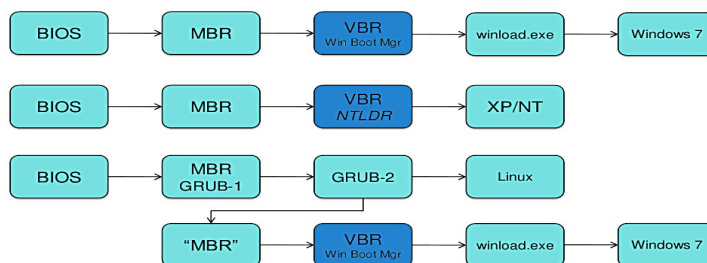 BIOS
MBR
VBR
Win Boot Mgr
winload.exe
Windows 7
BIOS
MBR
VBR
NTLDR
XP/NT
BIOS
MBR
GRUB-1
GRUB-2
Linux
“MBR”
VBR
Win Boot Mgr
winload.exe
Windows 7